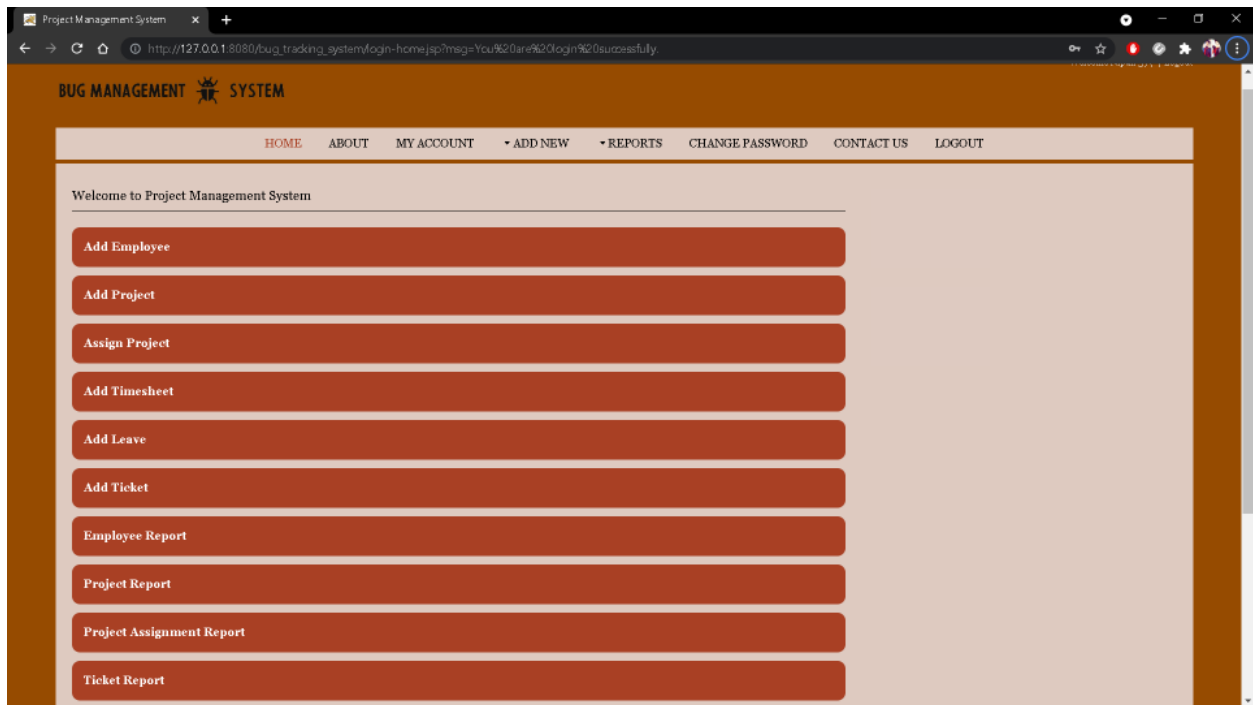 Project Management System
http://127.0.0.1:8080/bug_tracking_system/login-home.jsp?msg=You%20are%20login%20successfully.
BUG MANAGEMENT SYSTEM
HOME ABOUT MY ACCOUNT ADD NEW REPORTS CHANGE PASSWORD CONTACT US LOGOUT
Welcome to Project Management System
Add Employee
Add Project
Assign Project
Add Timesheet
Add Leave
Add Ticket
Employee Report
Project Report
Project Assignment Report
Ticket Report